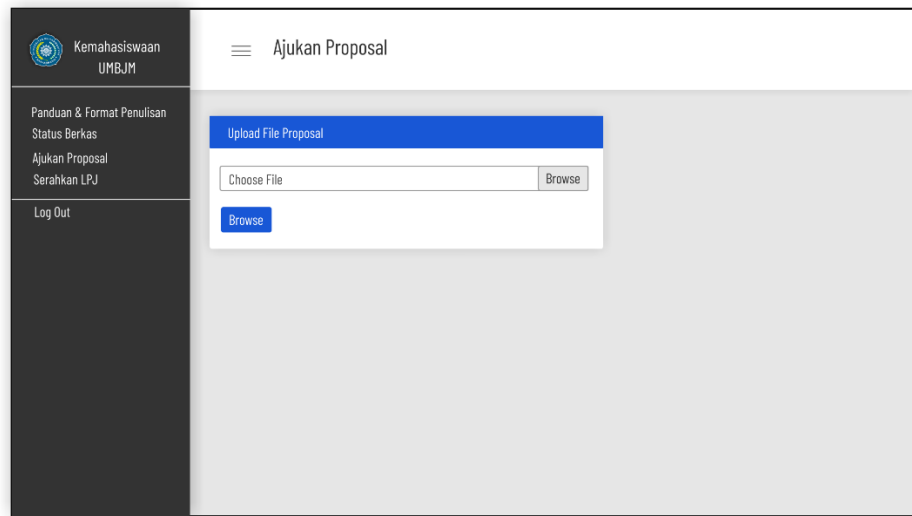 Kemahasiswaan
UMBJM
Panduan & Format Penulisan
Status Berkas
Ajukan Proposal
Serahkan LPJ
Log Out
Ajukan Proposal
Upload File Proposal
Choose File
Browse
Browse